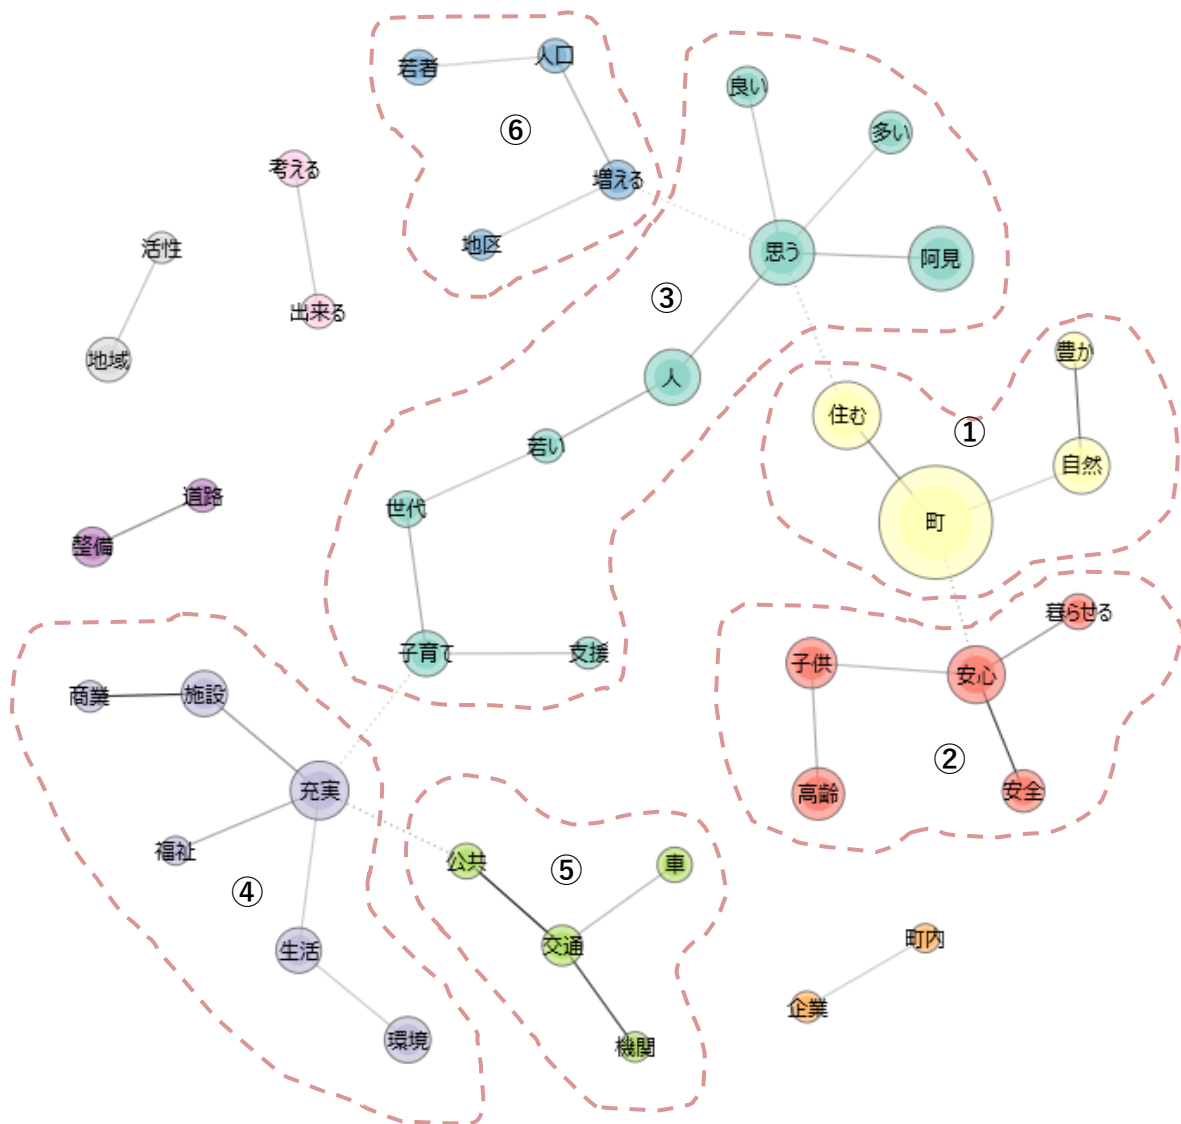 若者
人口
⑥
増える
地区
良い
多い
思う
阿見
③
人
若い
世代
子育て
支援
考える
出来る
活性
地域
道路
整備
豊か
住む
①
自然
町
暮らせる
子供
安心
②
高齢
安全
商業
施設
充実
福祉
④
生活
環境
公共
⑤
車
交通
機関
町内
企業